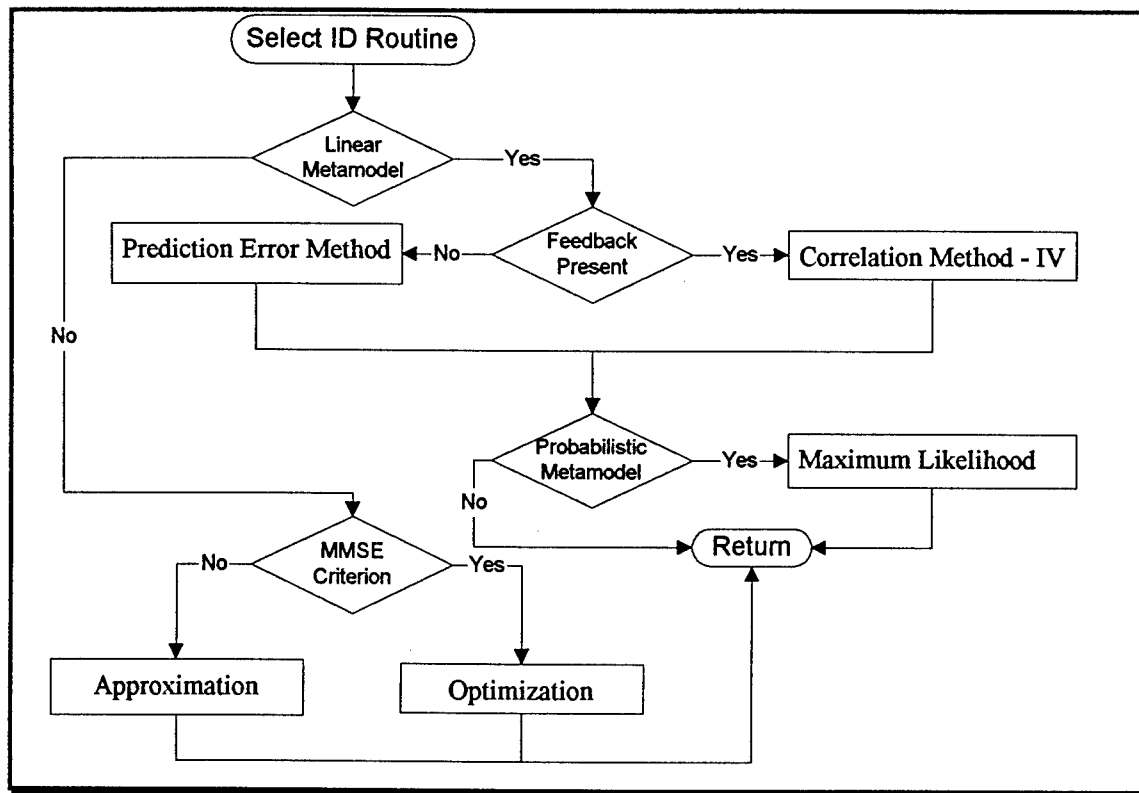 Select ID Routine
Linear
Metamodel
Yes
Prediction Error Method
No
Feedback
Present
Yes
Correlation Method - IV
No
Probabilistic
Metamodel
Yes
Maximum Likelihood
No
Return
No
MMSE
Criterion
Yes
Approximation
Optimization